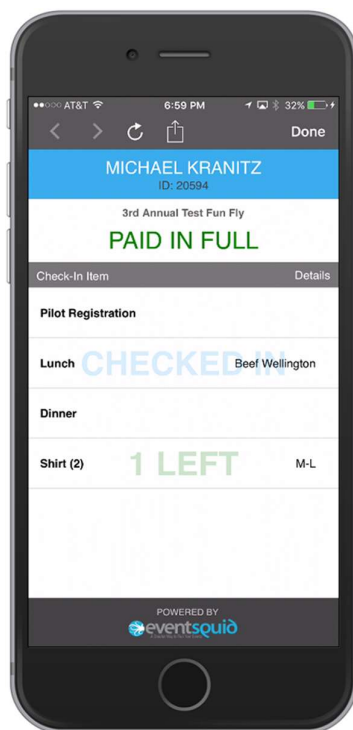 AT&T 6:59 PM 32%
Done
MICHAEL KRANITZ
ID: 20594
3rd Annual Test Fun Fly
PAID IN FULL
Check-In Item Details
Pilot Registration
Lunch CHECKED IN Beef Wellington
Dinner
Shirt (2) 1 LEFT M-L
POWERED BY
eventsquid